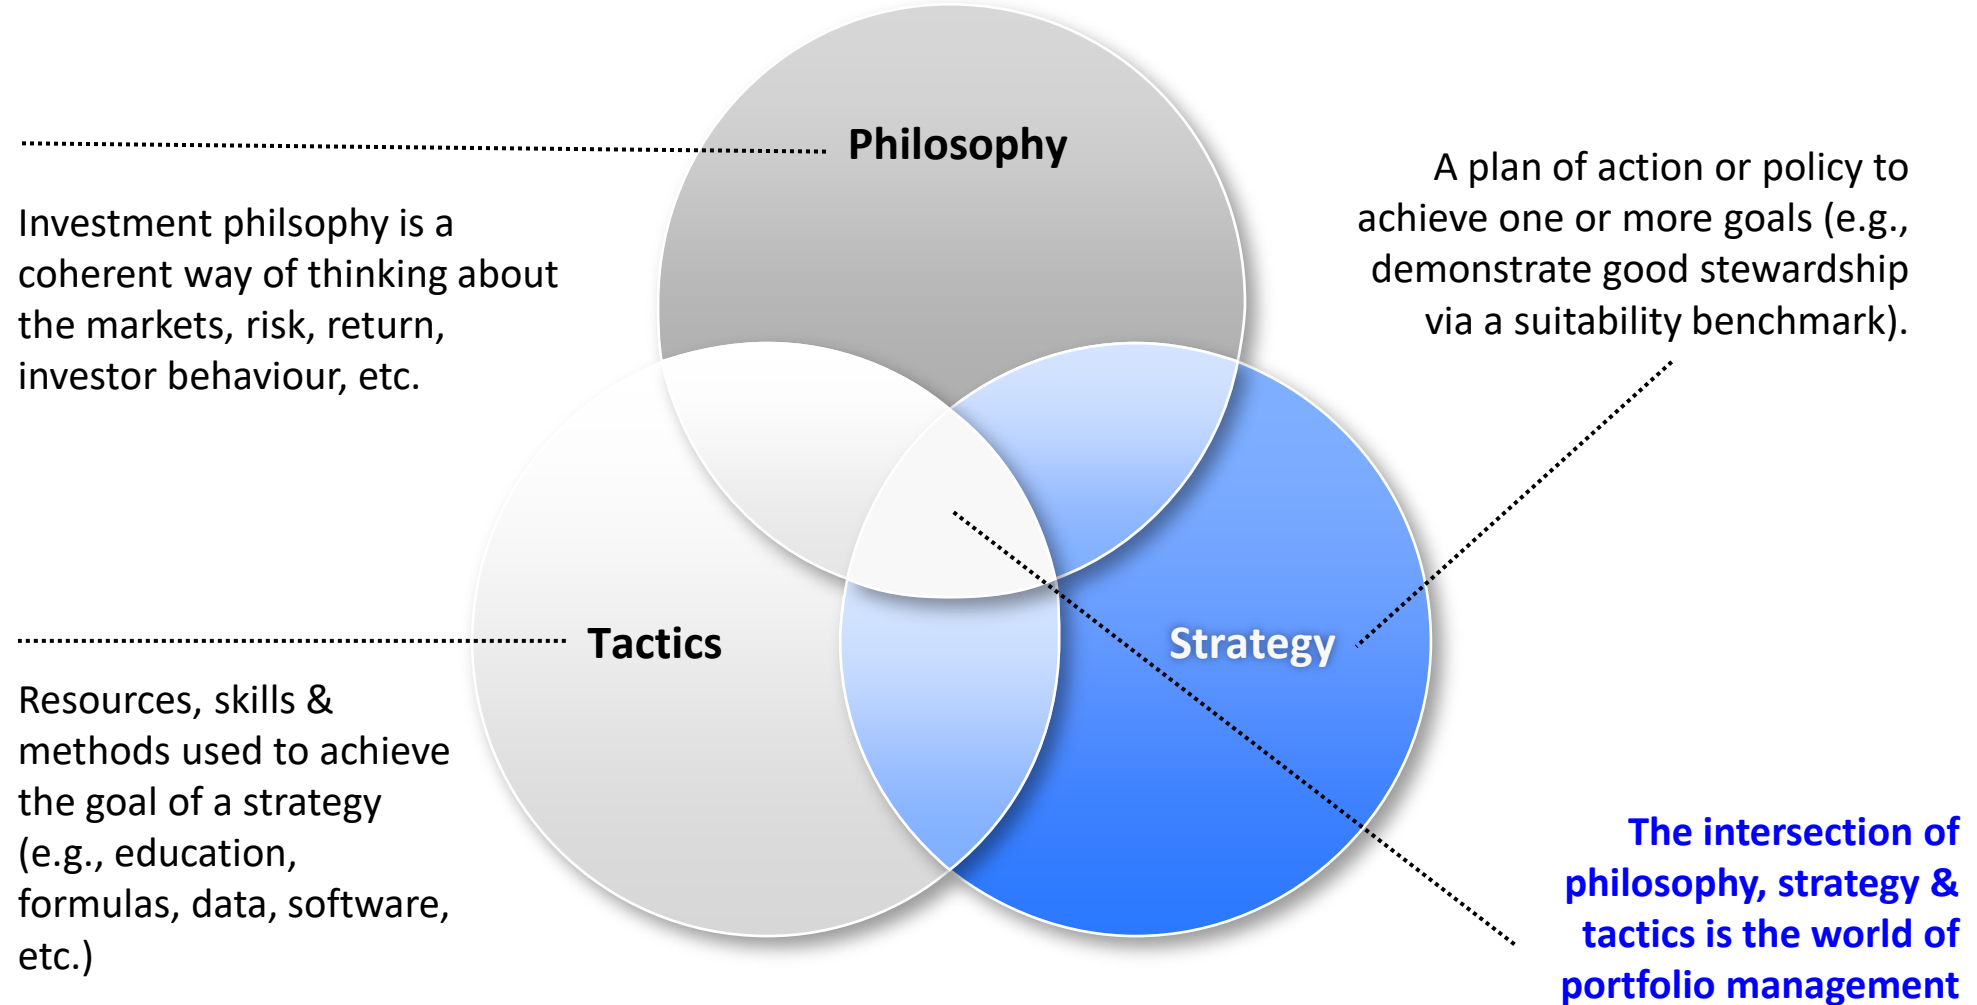 Philosophy
Investment philsophy is a
coherent way of thinking about
the markets, risk, return,
investor behaviour, etc.
A plan of action or policy to
achieve one or more goals (e.g.,
demonstrate good stewardship
via a suitability benchmark).
Tactics
Strategy
Resources, skills &
methods used to achieve
the goal of a strategy
(e.g., education,
formulas, data, software,
etc.)
The intersection of
philosophy, strategy &
tactics is the world of
portfolio management